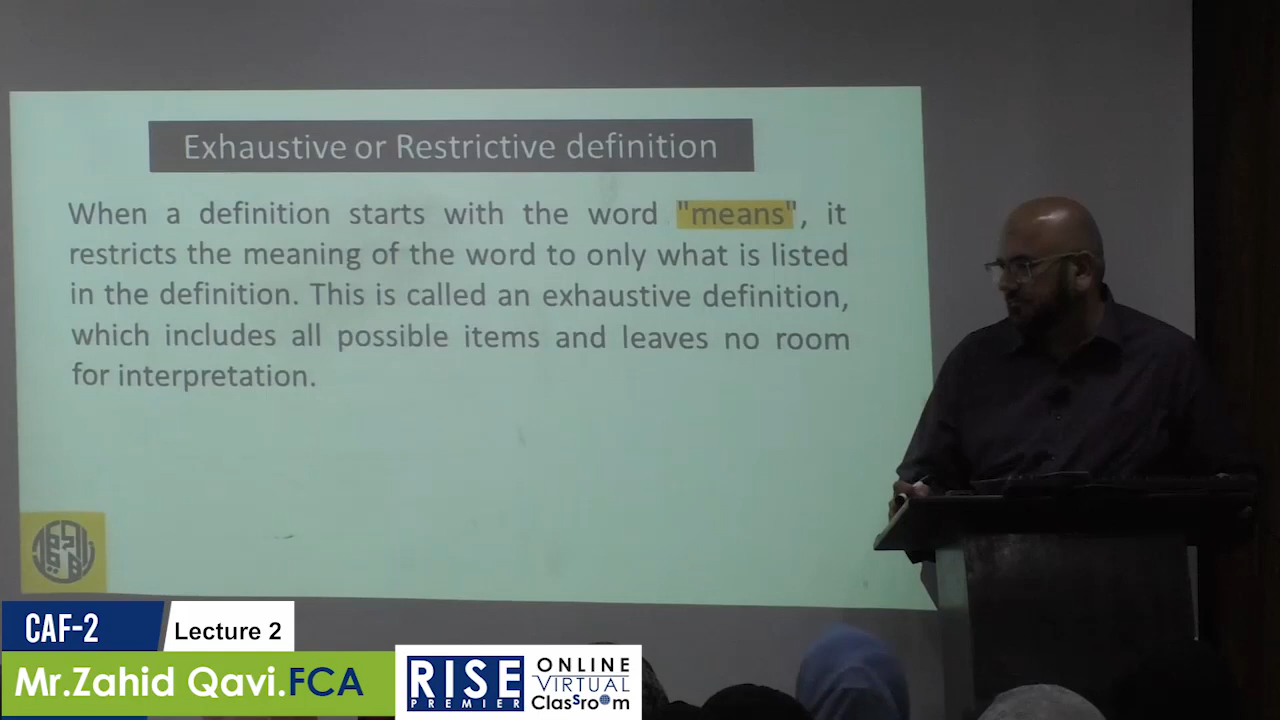 Exhaustive or Restrictive definition
When a definition starts with the word "means", it
restricts the meaning of the word to only what is listed
in the definition. This is called an exhaustive definition,
which includes all possible items and leaves no room
for interpretation.
CAF-2
Lecture 2
Mr.Zahid Qavi.FCA
RISE
PREMIER
ONLINE
VIRTUAL
Classroom